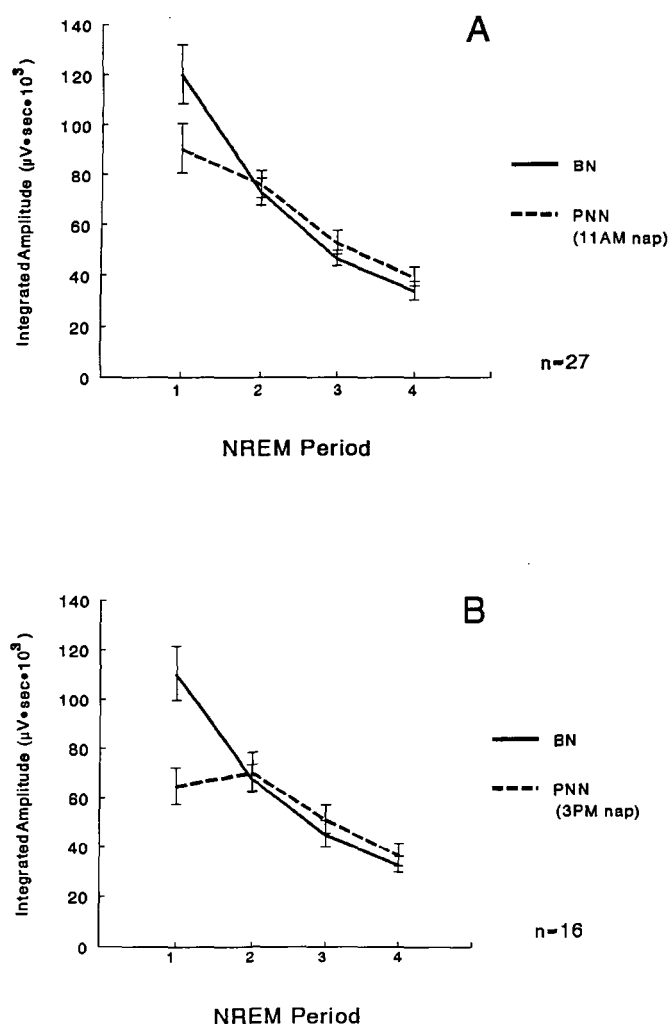 A
Integrated Amplitude (µV•sec•10³)
140
120
100
80
60
40
20
0
1 2 3 4
NREM Period
BN
PNN
(11AM nap)
n=27
B
Integrated Amplitude (µV•sec•10³)
140
120
100
80
60
40
20
0
1 2 3 4
NREM Period
BN
PNN
(3PM nap)
n=16